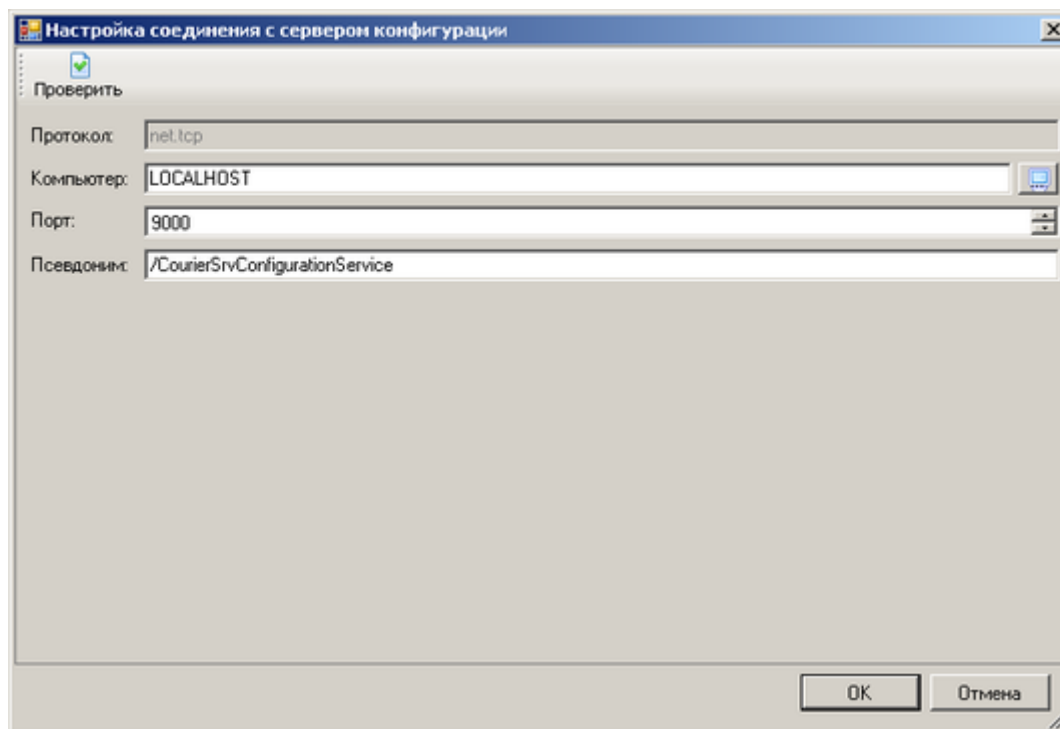 Настройка соединения с сервером конфигурации
Проверить
Протокол: net.tcp
Компьютер: LOCALHOST
Порт: 9000
Псевдоним: /CourierSrvConfigurationService
OK Отмена